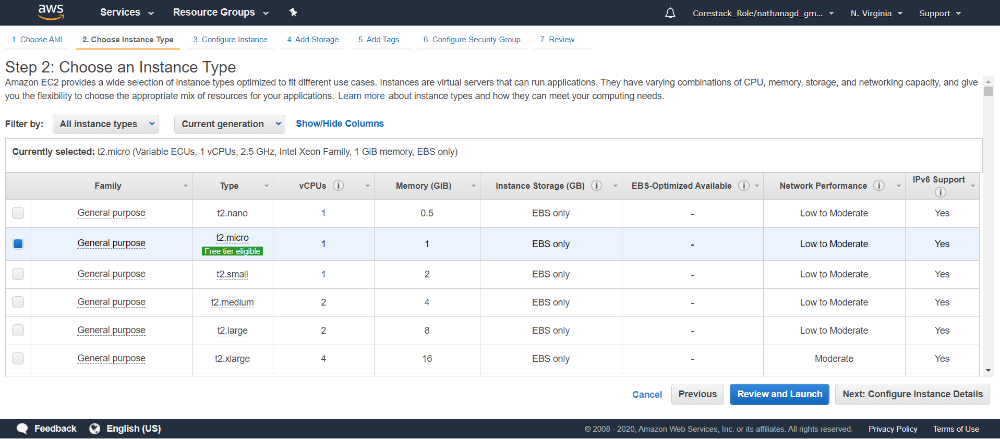 aws Services Resource Groups Corestack_Role/nathanagd_gm... N. Virginia Support
1. Choose AMI 2. Choose Instance Type 3. Configure Instance 4. Add Storage 5. Add Tags 6. Configure Security Group 7. Review
Step 2: Choose an Instance Type
Amazon EC2 provides a wide selection of instance types optimized to fit different use cases. Instances are virtual servers that can run applications. They have varying combinations of CPU, memory, storage, and networking capacity, and give
you the flexibility to choose the appropriate mix of resources for your applications. Learn more about instance types and how they can meet your computing needs.
Filter by: All instance types Current generation Show/Hide Columns
Currently selected: t2.micro (Variable ECUs, 1 vCPUs, 2.5 GHz, Intel Xeon Family, 1 GiB memory, EBS only)
Family Type vCPUs i Memory (GiB) Instance Storage (GB) i EBS-Optimized Available i Network Performance i IPv6 Support i
General purpose t2.nano 1 0.5 EBS only - Low to Moderate Yes
General purpose t2.micro 1 1 EBS only - Low to Moderate Yes
Free tier eligible
General purpose t2.small 1 2 EBS only - Low to Moderate Yes
General purpose t2.medium 2 4 EBS only - Low to Moderate Yes
General purpose t2.large 2 8 EBS only - Low to Moderate Yes
General purpose t2.xlarge 4 16 EBS only - Moderate Yes
Cancel Previous Review and Launch Next: Configure Instance Details
Feedback English (US) © 2008 - 2020, Amazon Web Services, Inc. or its affiliates. All rights reserved. Privacy Policy Terms of Use